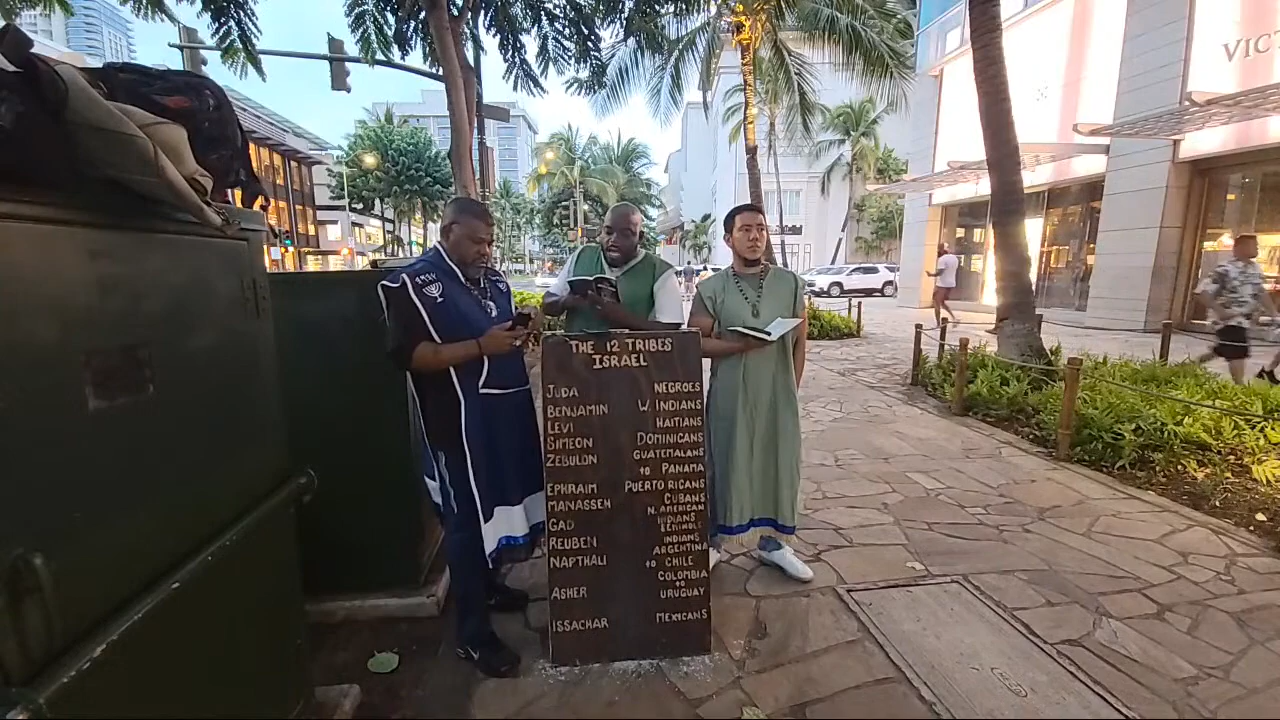 VICT
THE 12 TRIBES
ISRAEL
JUDA NEGROES
BENJAMIN W. INDIANS
LEVI HAITIANS
SIMEON DOMINICANS
ZEBULON GUATEMALANS
TO PANAMA
EPHRAIM PUERTO RICANS
MANASSEH CUBANS
GAD N. AMERICAN
INDIANS
REUBEN SEMINOLE
INDIANS
NAPTHALI ARGENTINA
TO CHILE
ASHER COLOMBIA
TO
URUGUAY
ISSACHAR MEXICANS